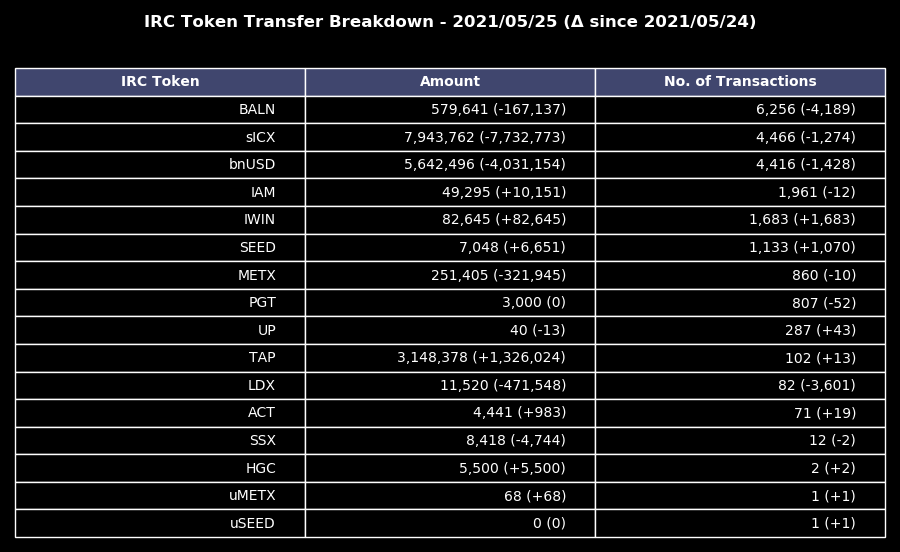 IRC Token Transfer Breakdown - 2021/05/25 (Δ since 2021/05/24)
IRC Token Amount No. of Transactions
BALN 579,641 (-167,137) 6,256 (-4,189)
sICX 7,943,762 (-7,732,773) 4,466 (-1,274)
bnUSD 5,642,496 (-4,031,154) 4,416 (-1,428)
IAM 49,295 (+10,151) 1,961 (-12)
IWIN 82,645 (+82,645) 1,683 (+1,683)
SEED 7,048 (+6,651) 1,133 (+1,070)
METX 251,405 (-321,945) 860 (-10)
PGT 3,000 (0) 807 (-52)
UP 40 (-13) 287 (+43)
TAP 3,148,378 (+1,326,024) 102 (+13)
LDX 11,520 (-471,548) 82 (-3,601)
ACT 4,441 (+983) 71 (+19)
SSX 8,418 (-4,744) 12 (-2)
HGC 5,500 (+5,500) 2 (+2)
uMETX 68 (+68) 1 (+1)
uSEED 0 (0) 1 (+1)